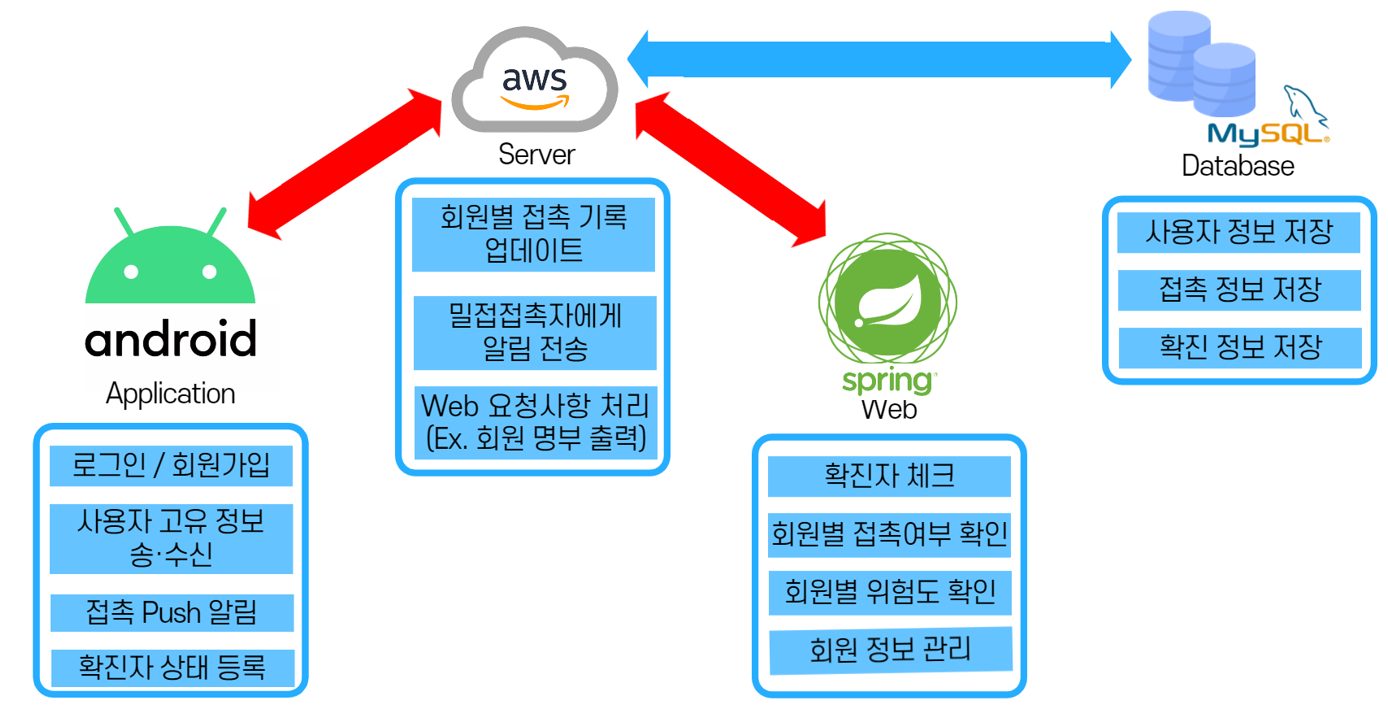 aws
Server
회원별 접촉 기록
업데이트
밀접접촉자에게
알림 전송
Web 요청사항 처리
(Ex. 회원 명부 출력)
android
Application
로그인 / 회원가입
사용자 고유 정보
송·수신
접촉 Push 알림
확진자 상태 등록
spring
Web
확진자 체크
회원별 접촉여부 확인
회원별 위험도 확인
회원 정보 관리
MySQL®
Database
사용자 정보 저장
접촉 정보 저장
확진 정보 저장